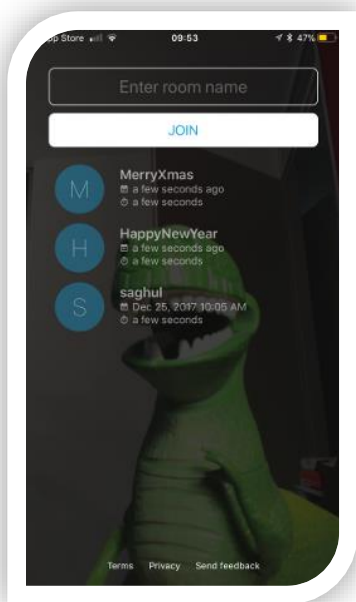 App Store 09:53 47%
Enter room name
JOIN
M
MerryXmas
a few seconds ago
a few seconds
H
HappyNewYear
a few seconds ago
a few seconds
S
saghul
Dec 25, 2017 10:05 AM
a few seconds
Terms Privacy Send feedback